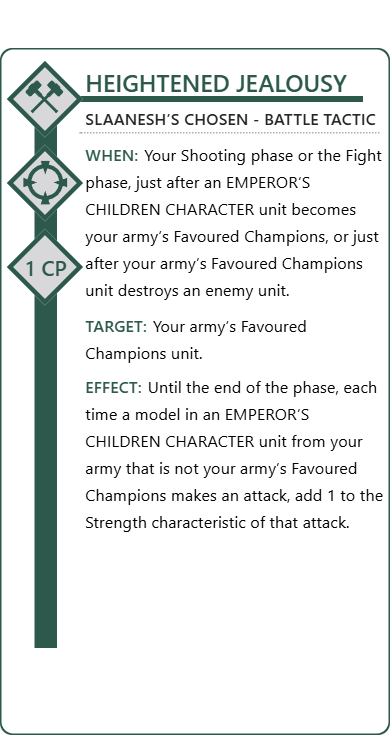 HEIGHTENED JEALOUSY
SLAANESH'S CHOSEN - BATTLE TACTIC
WHEN: Your Shooting phase or the Fight
phase, just after an EMPEROR'S
CHILDREN CHARACTER unit becomes
your army's Favoured Champions, or just
after your army's Favoured Champions
unit destroys an enemy unit.
1 CP
TARGET: Your army's Favoured
Champions unit.
EFFECT: Until the end of the phase, each
time a model in an EMPEROR'S
CHILDREN CHARACTER unit from your
army that is not your army's Favoured
Champions makes an attack, add 1 to the
Strength characteristic of that attack.